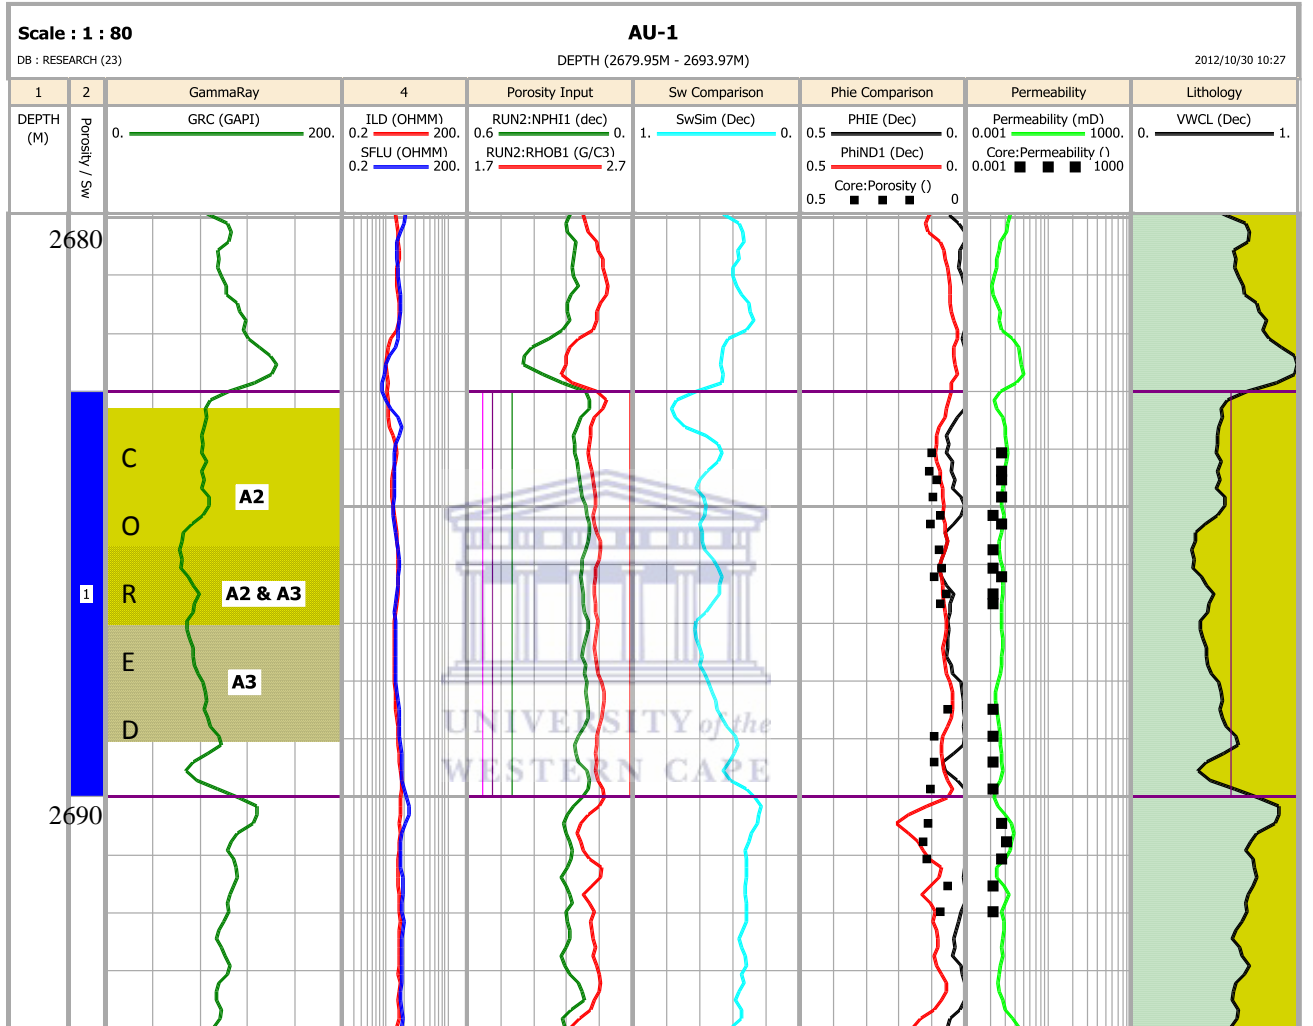 Scale : 1 : 80
AU-1
DB : RESEARCH (23)
DEPTH (2679.95M - 2693.97M)
2012/10/30 10:27
1
2
GammaRay
4
Porosity Input
Sw Comparison
Phie Comparison
Permeability
Lithology
DEPTH
(M)
Porosity / Sw
GRC (GAPI)
0. 200.
ILD (OHMM)
0.2 200.
SFLU (OHMM)
0.2 200.
RUN2:NPHI1 (dec)
0.6 0.
RUN2:RHOB1 (G/C3)
1.7 2.7
SwSim (Dec)
1. 0.
PHIE (Dec)
0.5 0.
PhiND1 (Dec)
0.5 0.
Core:Porosity ()
0.5 0
Permeability (mD)
0.001 1000.
Core:Permeability ()
0.001 1000
VWCL (Dec)
0. 1.
2680
C
A2
O
1
R
A2 & A3
E
A3
D
UNIVERSITY of the
WESTERN CAPE
2690